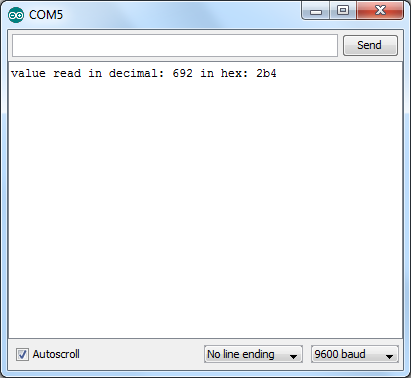 COM5
Send
value read in decimal: 692 in hex: 2b4
Autoscroll
No line ending
9600 baud